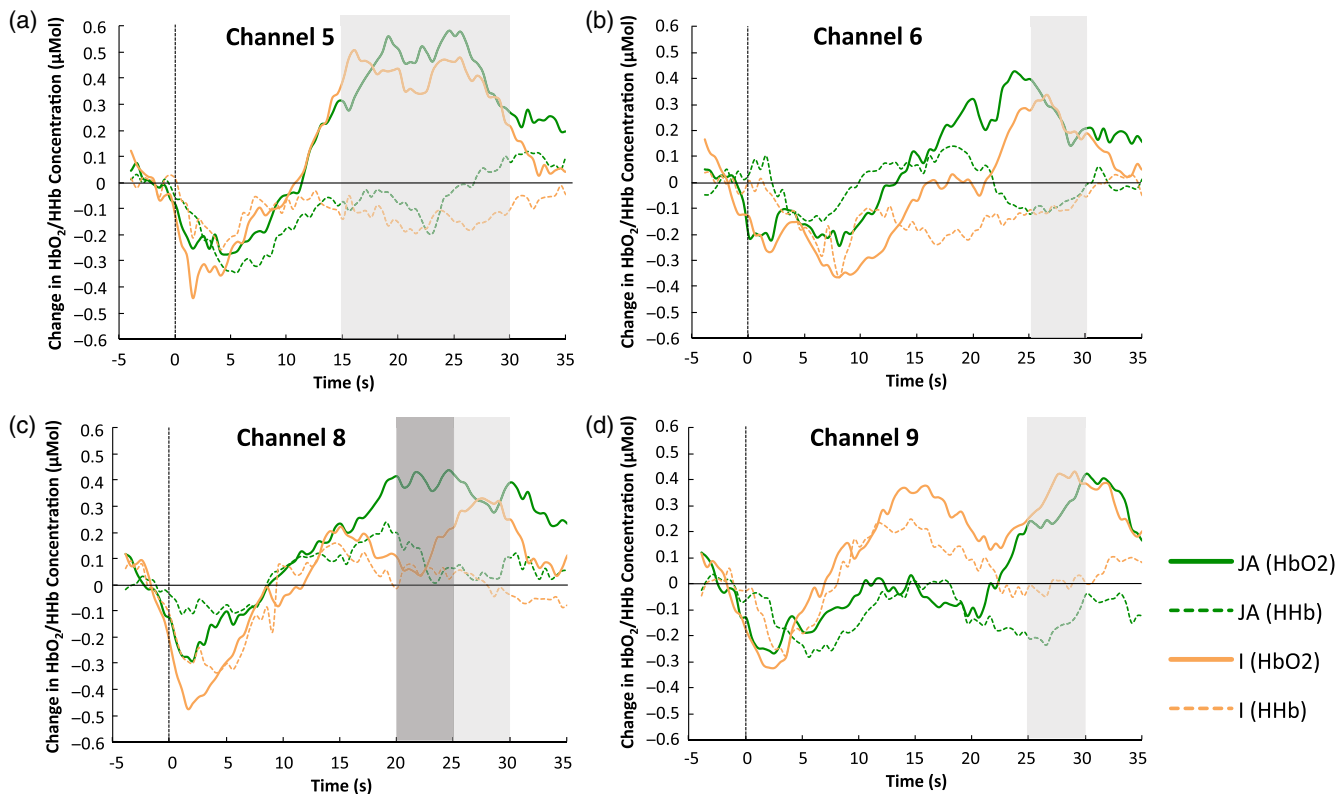 (a)
Channel 5
Change in HbO₂/HHb Concentration (µMol)
0.6
0.5
0.4
0.3
0.2
0.1
0
–0.1
–0.2
–0.3
–0.4
–0.5
–0.6
-5 0 5 10 15 20 25 30 35
Time (s)
(b)
Channel 6
Change in HbO₂/HHb Concentration (µMol)
0.6
0.5
0.4
0.3
0.2
0.1
0
–0.1
–0.2
–0.3
–0.4
–0.5
–0.6
-5 0 5 10 15 20 25 30 35
Time (s)
(c)
Channel 8
Change in HbO₂/HHb Concentration (µMol)
0.6
0.5
0.4
0.3
0.2
0.1
0
–0.1
–0.2
–0.3
–0.4
–0.5
–0.6
-5 0 5 10 15 20 25 30 35
Time (s)
(d)
Channel 9
Change in HbO₂/HHb Concentration (µMol)
0.6
0.5
0.4
0.3
0.2
0.1
0
–0.1
–0.2
–0.3
–0.4
–0.5
–0.6
-5 0 5 10 15 20 25 30 35
Time (s)
JA (HbO2)
JA (HHb)
I (HbO2)
I (HHb)